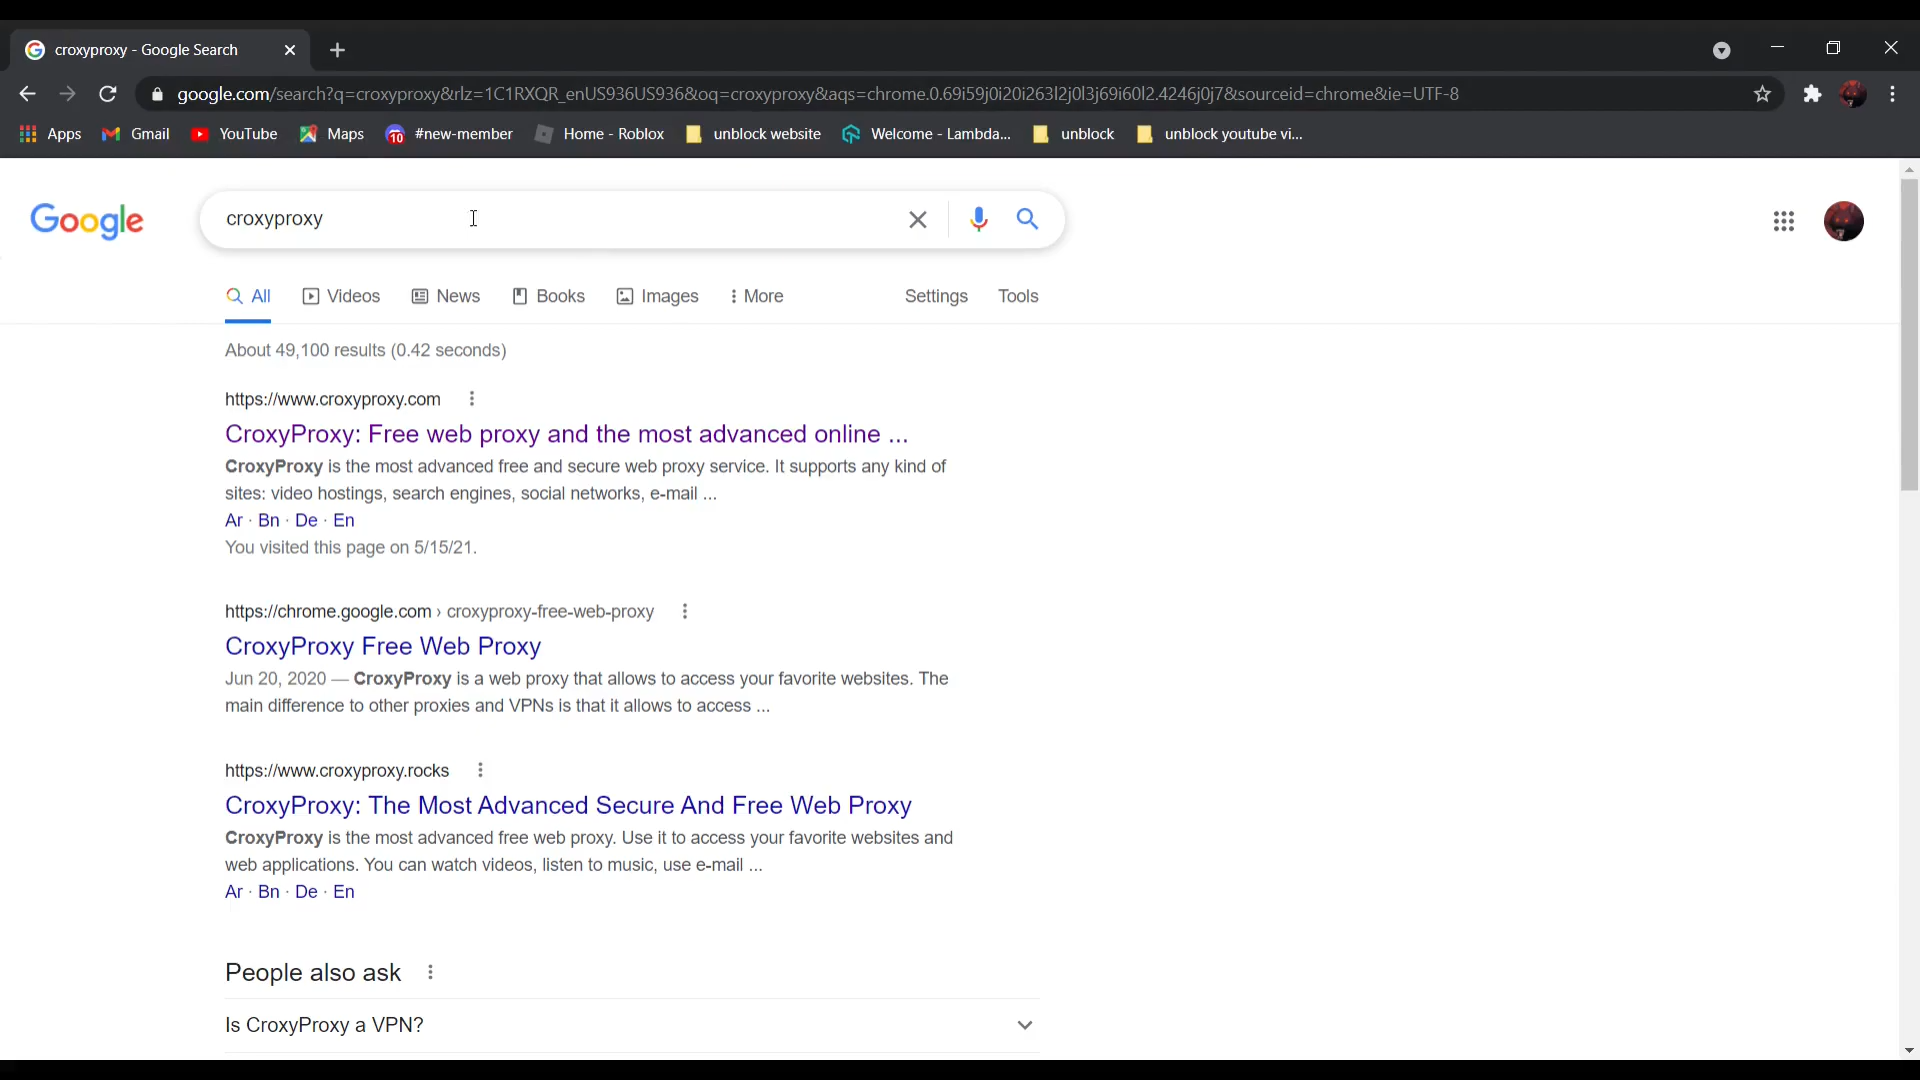 croxyproxy - Google Search
google.com/search?q=croxyproxy&rlz=1C1RXQR_enUS936US936&oq=croxyproxy&aqs=chrome.0.69i59j0i20i263l2j0l3j69i60l2.4246j0j7&sourceid=chrome&ie=UTF-8
Apps Gmail YouTube Maps 10 #new-member Home - Roblox unblock website Welcome - Lambda... unblock unblock youtube vi...
Google croxyproxy
All Videos News Books Images More Settings Tools
About 49,100 results (0.42 seconds)
https://www.croxyproxy.com
CroxyProxy: Free web proxy and the most advanced online ...
CroxyProxy is the most advanced free and secure web proxy service. It supports any kind of
sites: video hostings, search engines, social networks, e-mail ...
Ar · Bn · De · En
You visited this page on 5/15/21.
https://chrome.google.com › croxyproxy-free-web-proxy
CroxyProxy Free Web Proxy
Jun 20, 2020 — CroxyProxy is a web proxy that allows to access your favorite websites. The
main difference to other proxies and VPNs is that it allows to access ...
https://www.croxyproxy.rocks
CroxyProxy: The Most Advanced Secure And Free Web Proxy
CroxyProxy is the most advanced free web proxy. Use it to access your favorite websites and
web applications. You can watch videos, listen to music, use e-mail ...
Ar · Bn · De · En
People also ask
Is CroxyProxy a VPN?